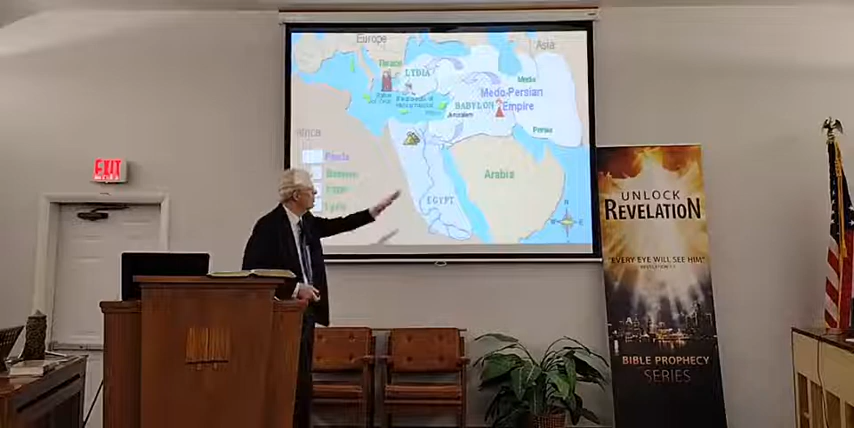 Europe
Asia
Thrace
LYDIA
Media
Medo-Persian
Empire
BABYLON
Jerusalem
Persia
Africa
Arabia
EGYPT
N
EXIT
UNLOCK
REVELATION
"EVERY EYE WILL SEE HIM"
BIBLE PROPHECY
SERIES